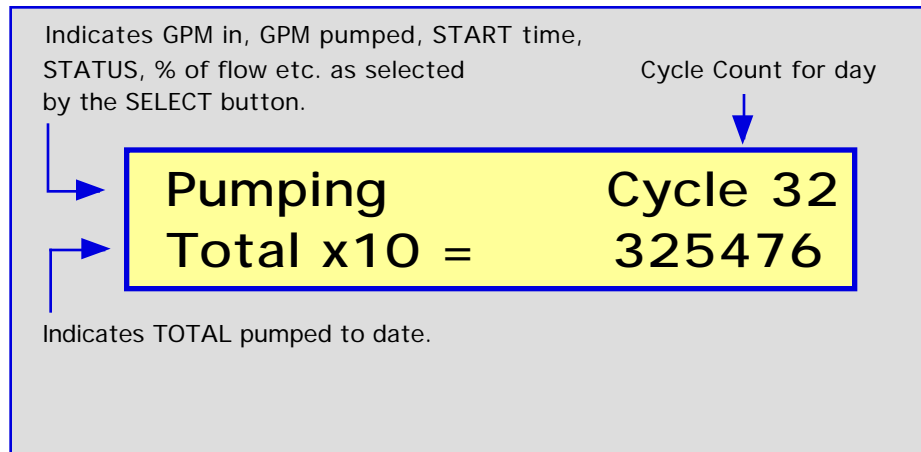 Indicates GPM in, GPM pumped, START time,
STATUS, % of flow etc. as selected
by the SELECT button.
Cycle Count for day
Pumping Cycle 32
Total x10 = 325476
Indicates TOTAL pumped to date.